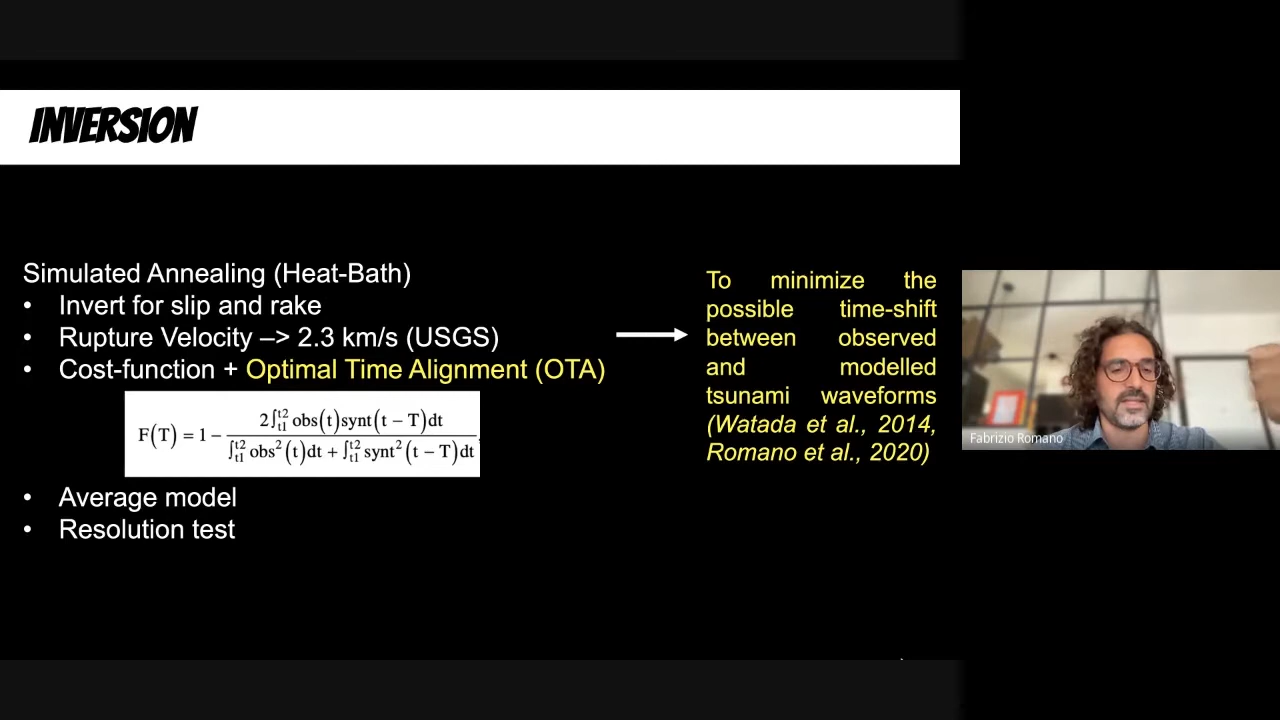 INVERSION
Simulated Annealing (Heat-Bath)
• Invert for slip and rake
• Rupture Velocity –> 2.3 km/s (USGS)
• Cost-function + Optimal Time Alignment (OTA)
F(T) = 1 − 2∫t1t2 obs(t)synt(t − T)dt / ∫t1t2 obs²(t)dt + ∫t1t2 synt²(t − T)dt
• Average model
• Resolution test
To minimize the
possible time-shift
between observed
and modelled
tsunami waveforms
(Watada et al., 2014,
Romano et al., 2020)
Fabrizio Romano